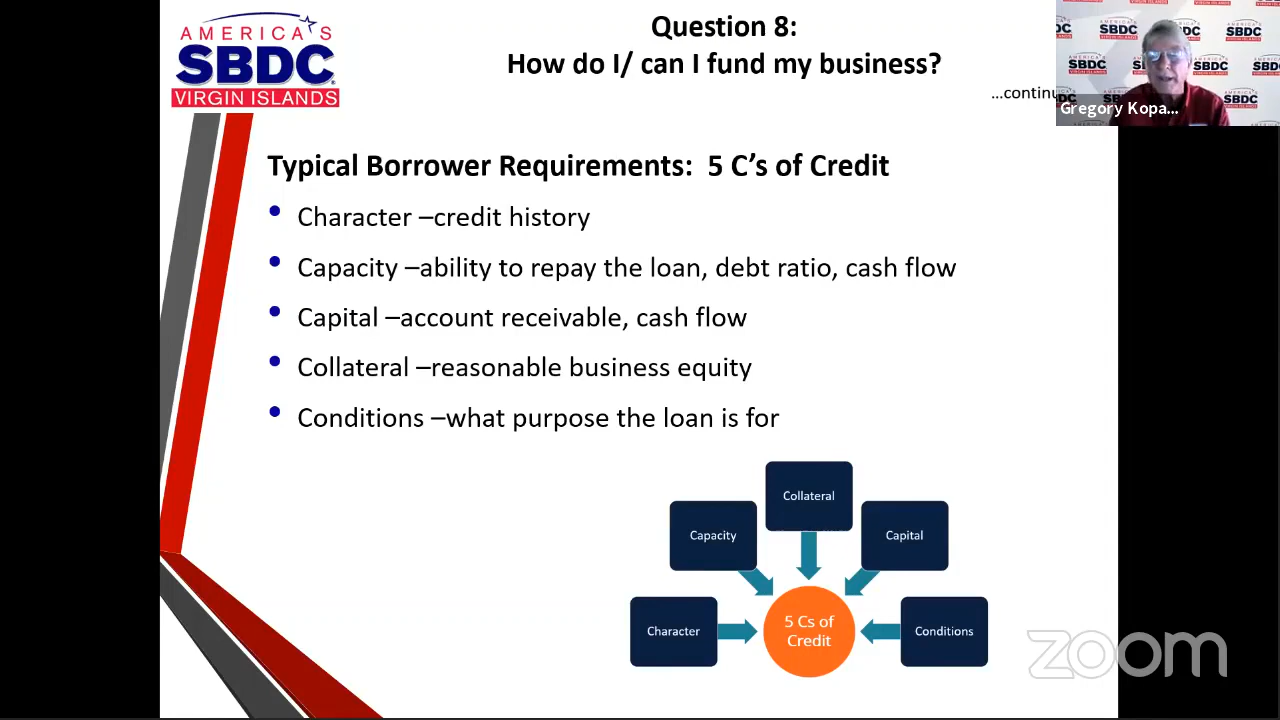 AMERICA'S
SBDC
VIRGIN ISLANDS
Question 8:
How do I/ can I fund my business?
...continu
Gregory Kopa...
Typical Borrower Requirements:  5 C's of Credit
• Character –credit history
• Capacity –ability to repay the loan, debt ratio, cash flow
• Capital –account receivable, cash flow
• Collateral –reasonable business equity
• Conditions –what purpose the loan is for
Collateral
Capacity
Capital
Character
5 Cs of
Credit
Conditions
zoom